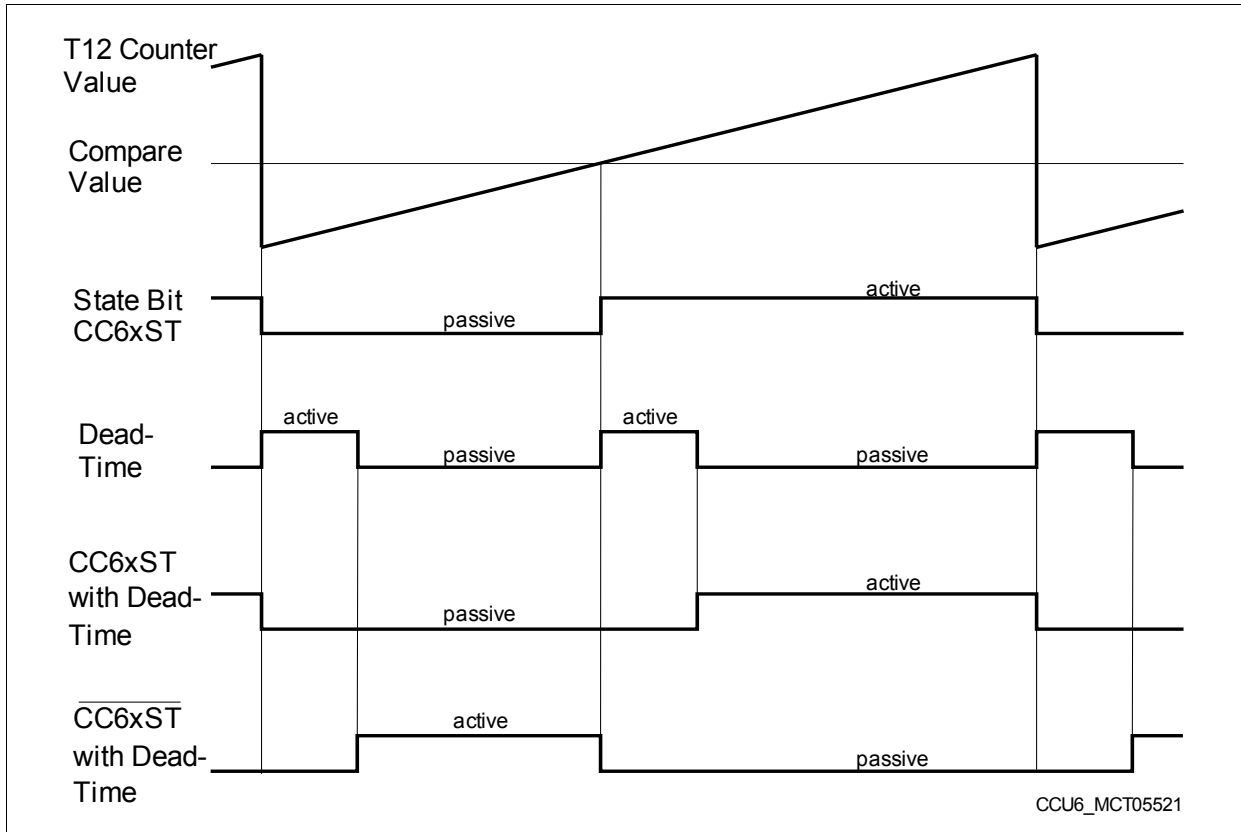 T12 Counter
Value
Compare
Value
State Bit
CC6xST
passive
active
Dead-
Time
active
passive
active
passive
CC6xST
with Dead-
Time
passive
active
CC6xST
with Dead-
Time
active
passive
CCU6_MCT05521